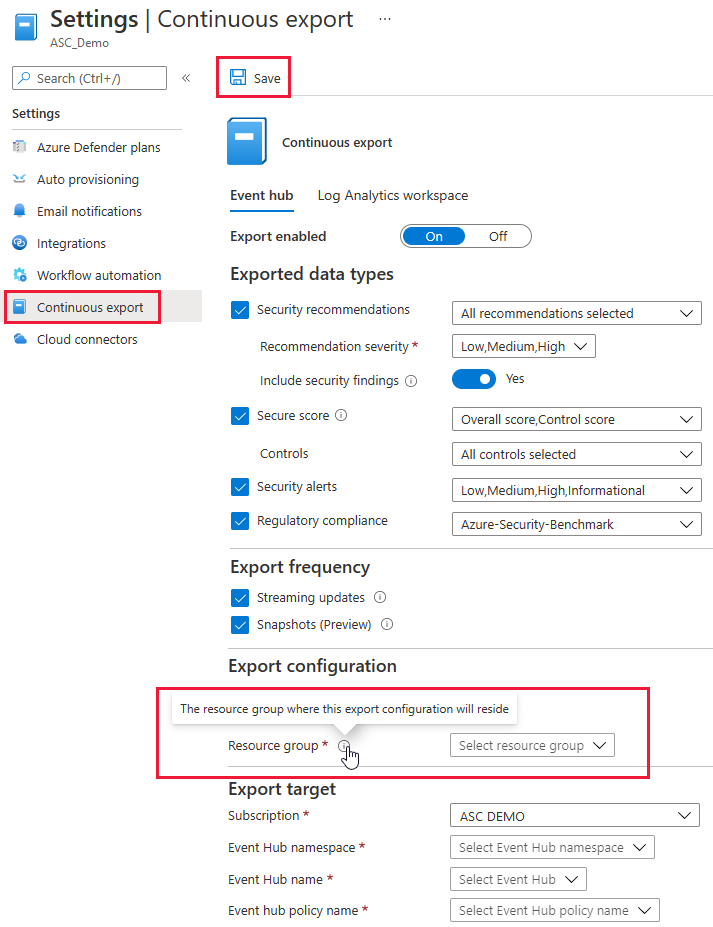 Settings | Continuous export ...
ASC_Demo
Search (Ctrl+/) «
Save
Settings
Azure Defender plans
Auto provisioning
Email notifications
Integrations
Workflow automation
Continuous export
Cloud connectors
Continuous export
Event hub Log Analytics workspace
Export enabled On Off
Exported data types
Security recommendations All recommendations selected
Recommendation severity * Low,Medium,High
Include security findings Yes
Secure score Overall score,Control score
Controls All controls selected
Security alerts Low,Medium,High,Informational
Regulatory compliance Azure-Security-Benchmark
Export frequency
Streaming updates
Snapshots (Preview)
Export configuration
The resource group where this export configuration will reside
Resource group * Select resource group
Export target
Subscription * ASC DEMO
Event Hub namespace * Select Event Hub namespace
Event Hub name * Select Event Hub
Event hub policy name * Select Event Hub policy name